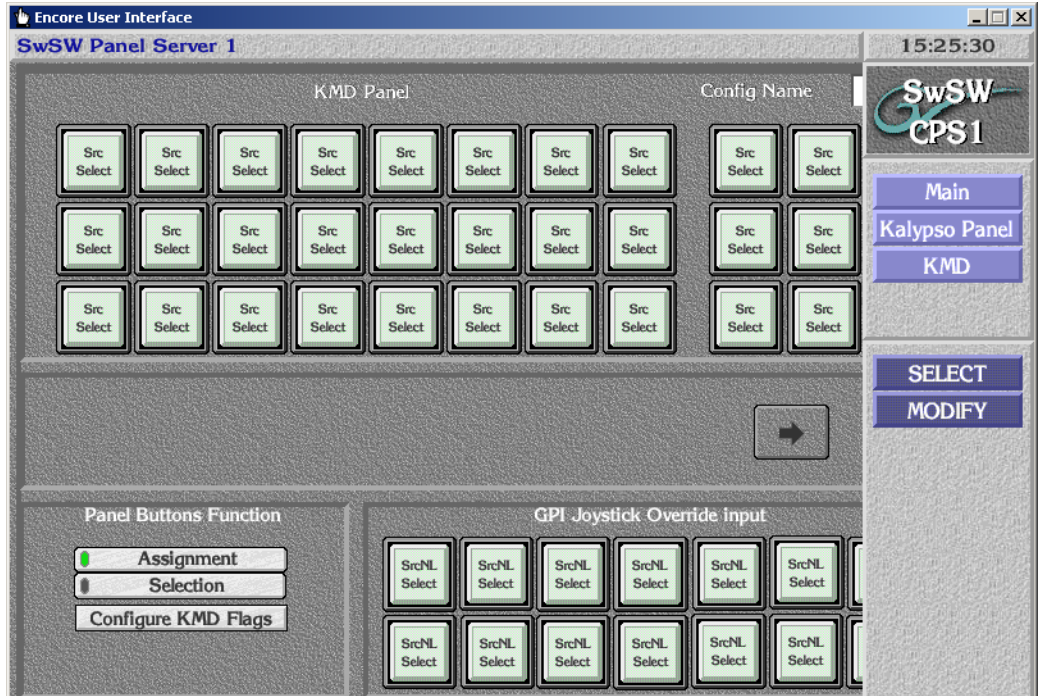 Encore User Interface
SwSW Panel Server 1
15:25:30
KMD Panel
Config Name
SwSW
CPS1
Src Src Src Src Src Src Src Src Src Src
Select Select Select Select Select Select Select Select Select Select
Src Src Src Src Src Src Src Src Src Src
Select Select Select Select Select Select Select Select Select Select
Src Src Src Src Src Src Src Src Src Src
Select Select Select Select Select Select Select Select Select Select
Main
Kalypso Panel
KMD
SELECT
MODIFY
Panel Buttons Function
Assignment
Selection
Configure KMD Flags
GPI Joystick Override input
SrcNL SrcNL SrcNL SrcNL SrcNL SrcNL
Select Select Select Select Select Select
SrcNL SrcNL SrcNL SrcNL SrcNL SrcNL
Select Select Select Select Select Select